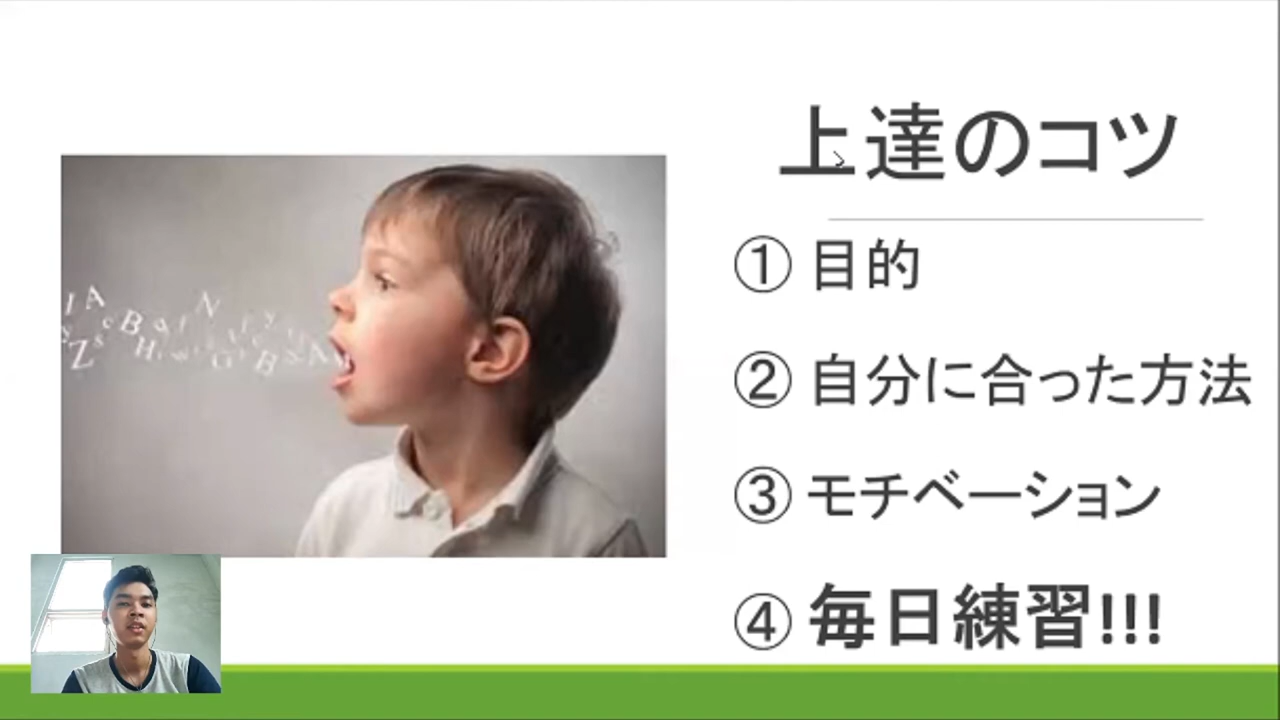 上達のコツ
① 目的
② 自分に合った方法
③ モチベーション
④ 毎日練習!!!
I A
B
N
Z
H
G
B
A